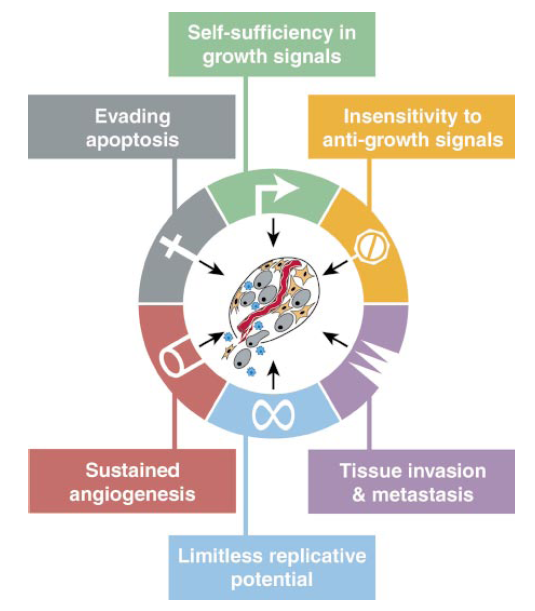 Self-sufficiency in
growth signals
Evading
apoptosis
Insensitivity to
anti-growth signals
Sustained
angiogenesis
Tissue invasion
& metastasis
Limitless replicative
potential